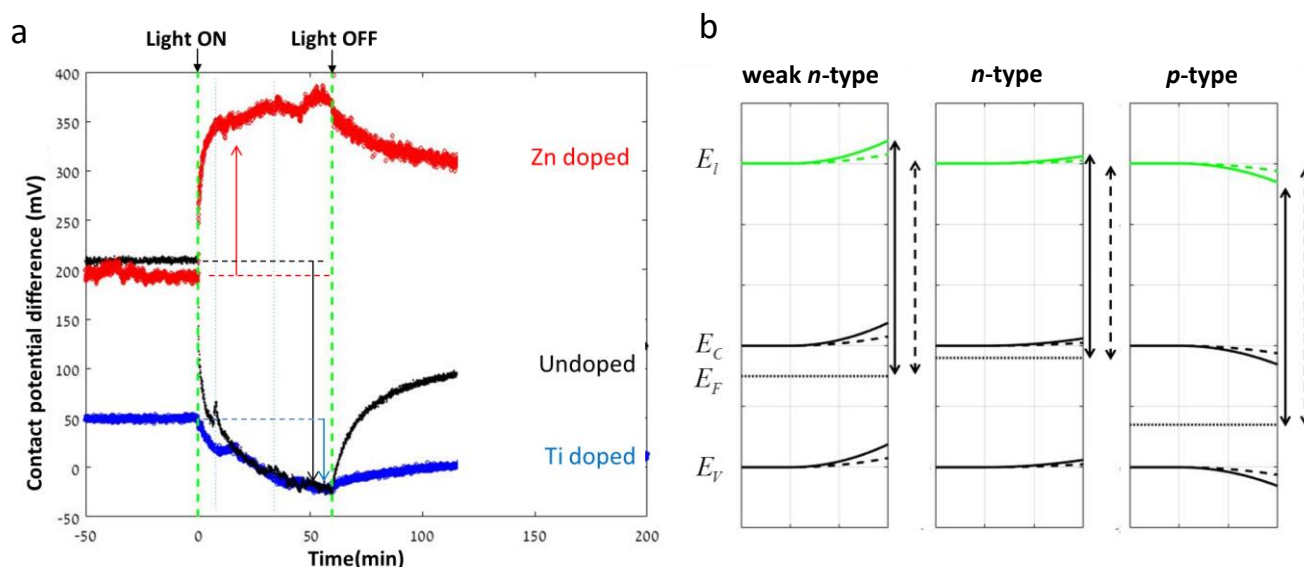 a
Light ON
Light OFF
Contact potential difference (mV)
400
350
300
250
200
150
100
50
0
-50
Zn doped
Undoped
Ti doped
-50
0
50
100
150
200
Time(min)
b
weak n-type
n-type
p-type
E_l
E_C
E_F
E_V